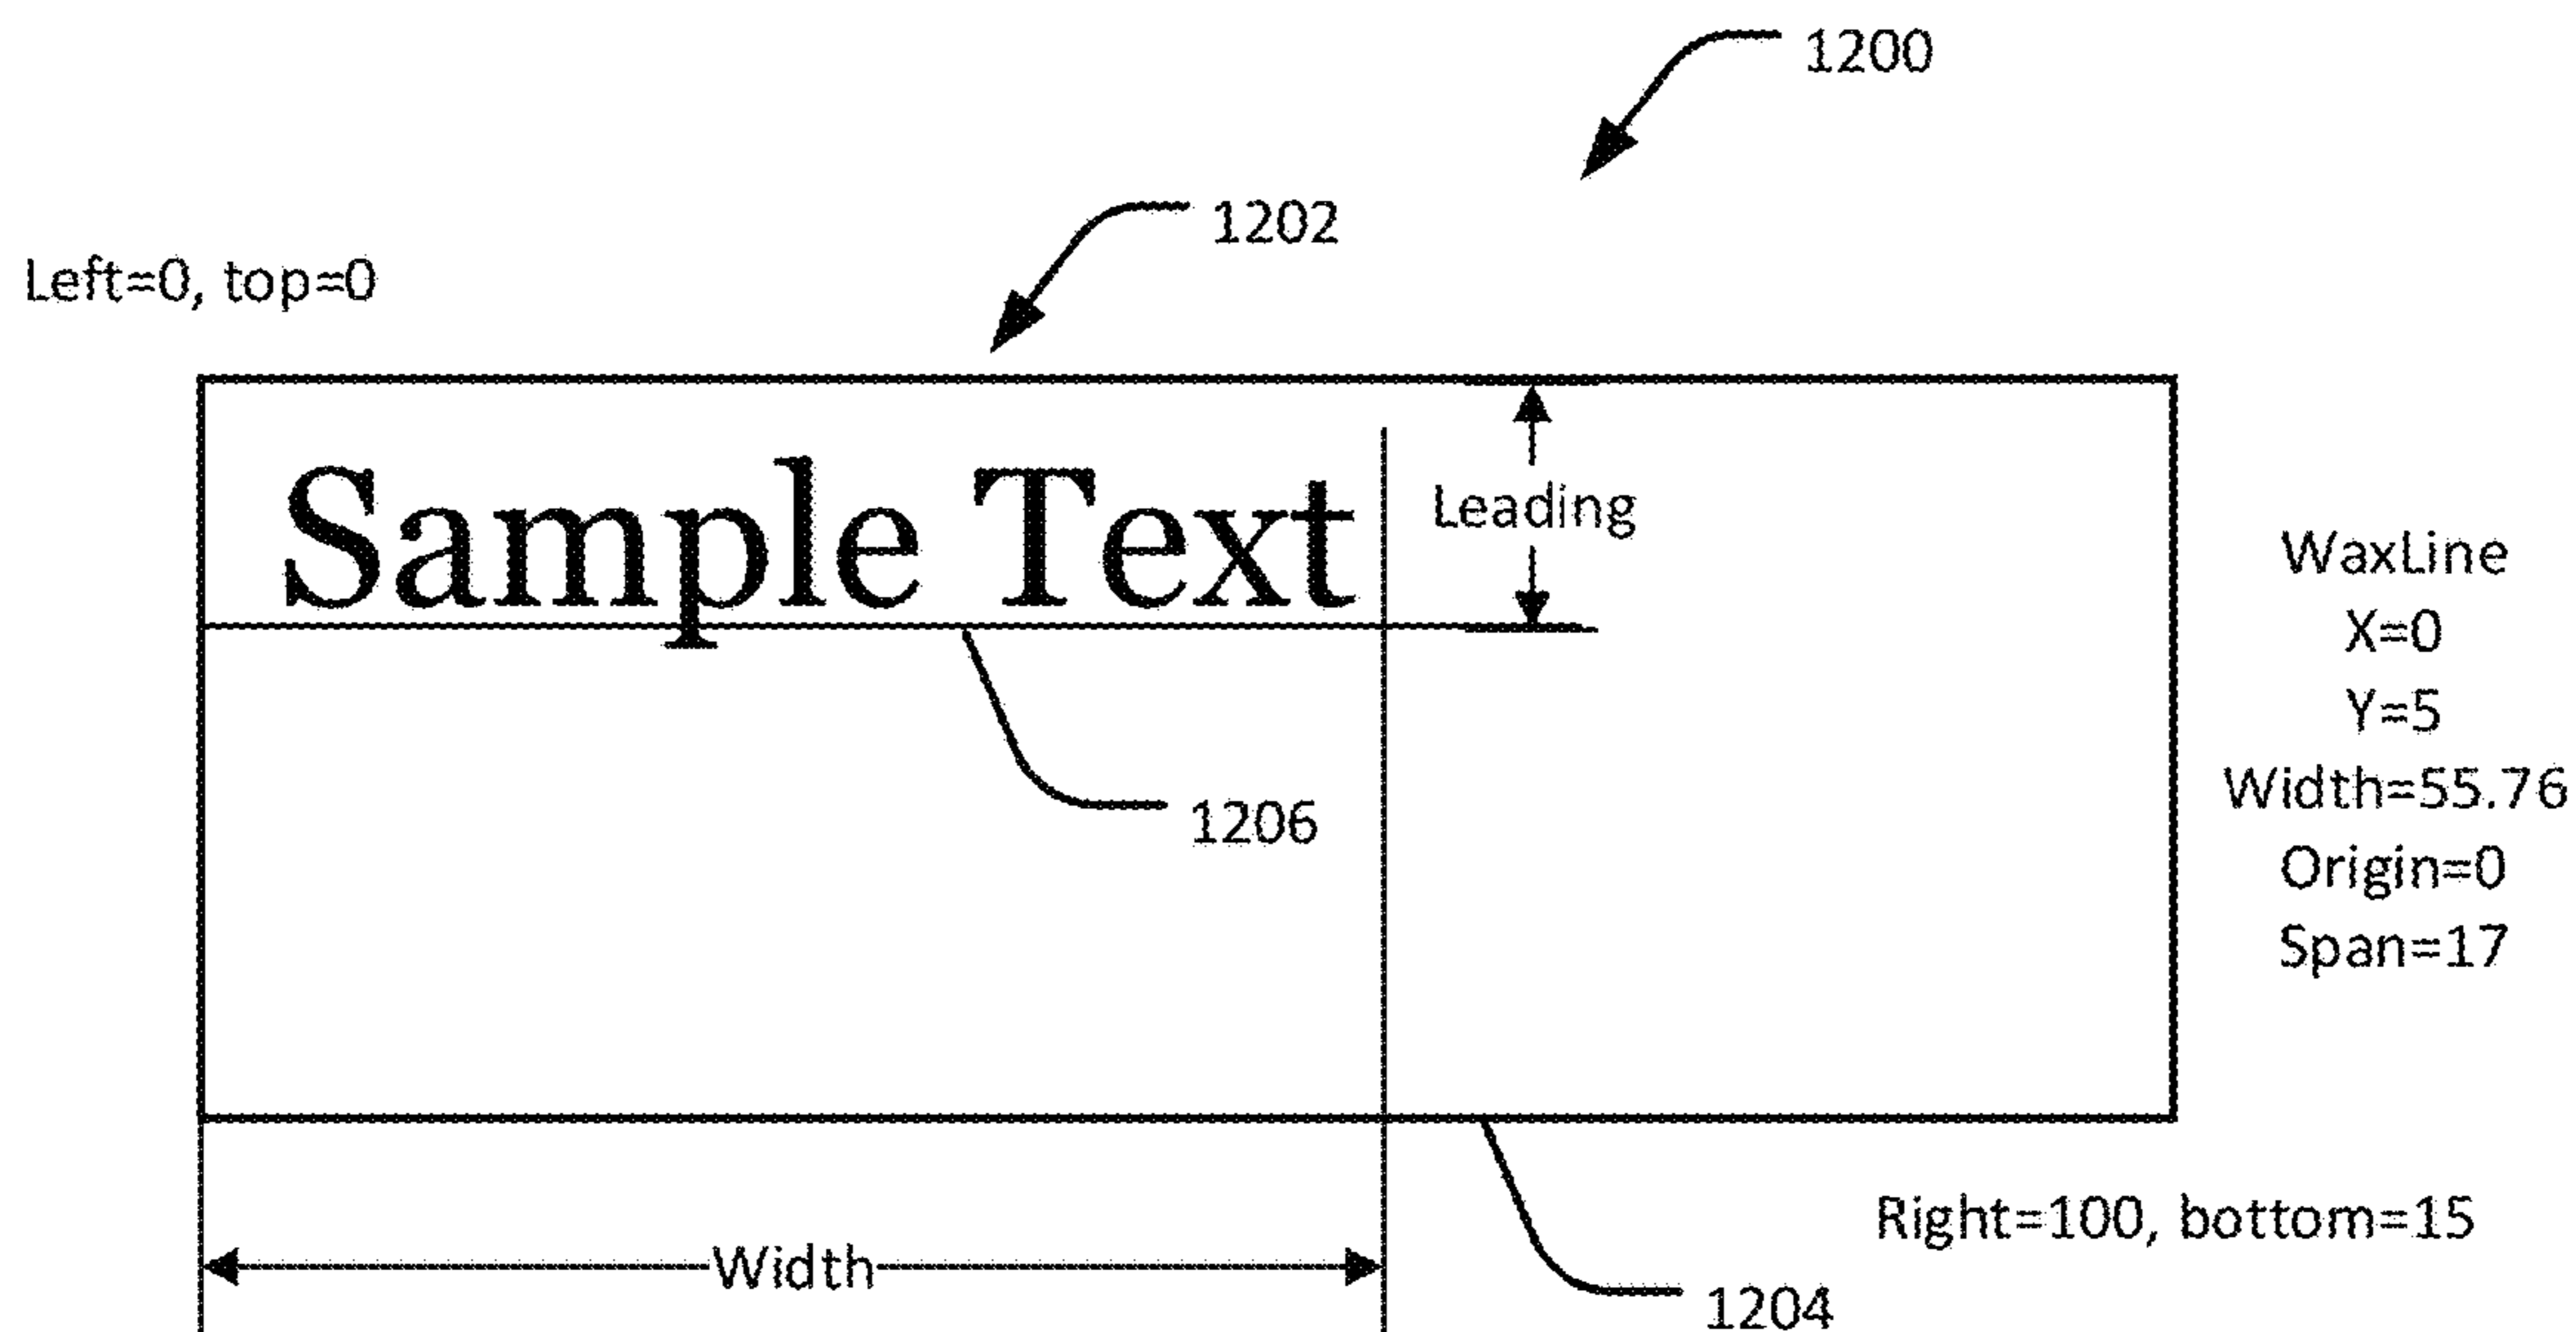 1200
1202
Left=0, top=0
Sample Text
Leading
WaxLine
X=0
Y=5
Width=55.76
Origin=0
Span=17
1206
Right=100, bottom=15
Width
1204